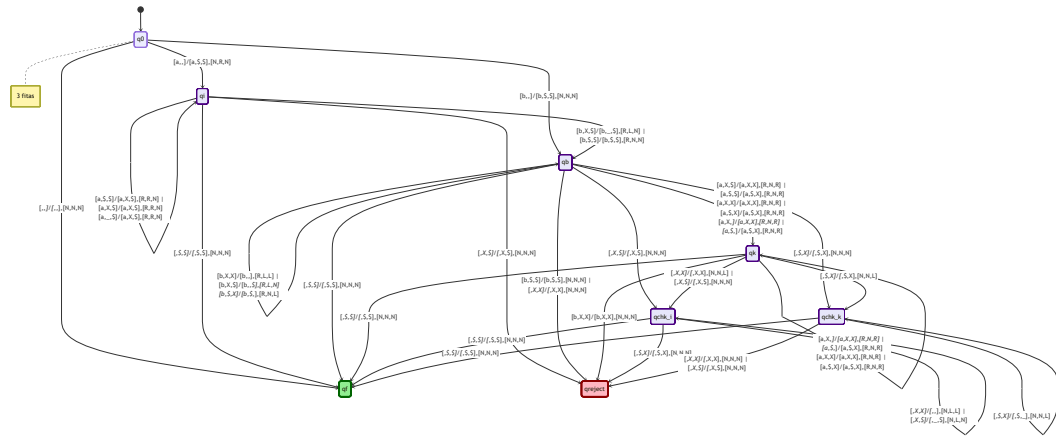 q0
[a,,,]/[a,S,S],[N,R,N]
3 fitas
qi
[b,,,]/[b,S,S],[N,N,N]
[b,X,S]/[b,_,S],[R,L,N] |
[b,S,S]/[b,S,S],[R,N,N]
qb
[a,X,S]/[a,X,X],[R,N,R] |
[a,S,S]/[a,S,X],[R,N,R]
[a,X,X]/[a,X,X],[R,N,R] |
[a,S,X]/[a,S,X],[R,N,R]
[a,X,]/[a,X,X],[R,N,R] |
[a,S,]/[a,S,X],[R,N,R]
[a,S,S]/[a,X,S],[R,R,N] |
[a,X,S]/[a,X,S],[R,R,N]
[a,_,S]/[a,X,S],[R,R,N]
[,,]/[,,],[N,N,N]
[,S,S]/[,S,S],[N,N,N]
[,X,S]/[,X,S],[N,N,N]
[,X,S]/[,X,S],[N,N,N]
[,S,X]/[,S,X],[N,N,N]
qk
[b,X,X]/[b,,,],[R,L,L] |
[b,X,S]/[b,,S],[R,L,N]
[b,S,X]/[b,S,],[R,N,L]
[,S,S]/[,S,S],[N,N,N]
[b,S,S]/[b,S,S],[N,N,N] |
[,X,X]/[,X,X],[N,N,N]
[,X,X]/[,X,X],[N,N,L] |
[,X,S]/[,X,S],[N,N,N]
[,S,X]/[,S,X],[N,N,L]
[,S,S]/[,S,S],[N,N,N]
[b,X,X]/[b,X,X],[N,N,N]
qchk_i
qchk_k
[,S,S]/[,S,S],[N,N,N]
[,S,S]/[,S,S],[N,N,N]
[,S,X]/[,S,X],[N,N,N]
[,X,X]/[,X,X],[N,N,N] |
[,X,S]/[,X,S],[N,N,N]
[a,X,]/[a,X,X],[R,N,R] |
[a,S,]/[a,S,X],[R,N,R]
[a,X,X]/[a,X,X],[R,N,R] |
[a,S,X]/[a,S,X],[R,N,R]
qf
qreject
[,X,X]/[,,,],[N,L,L] |
[,X,S]/[,_,S],[N,L,N]
[,S,X]/[,S,_],[N,N,L]